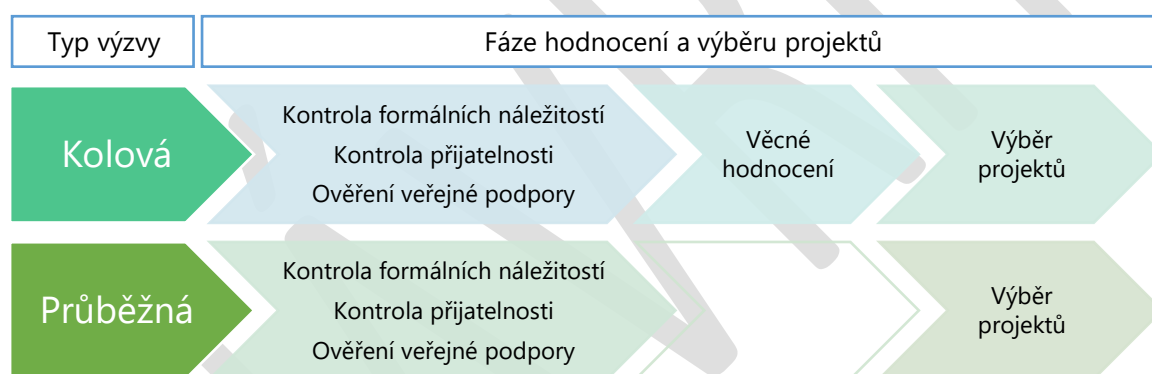 Typ výzvy
Fáze hodnocení a výběru projektů
Kolová
Kontrola formálních náležitostí
Kontrola přijatelnosti
Ověření veřejné podpory
Věcné
hodnocení
Výběr
projektů
Průběžná
Kontrola formálních náležitostí
Kontrola přijatelnosti
Ověření veřejné podpory
Výběr
projektů